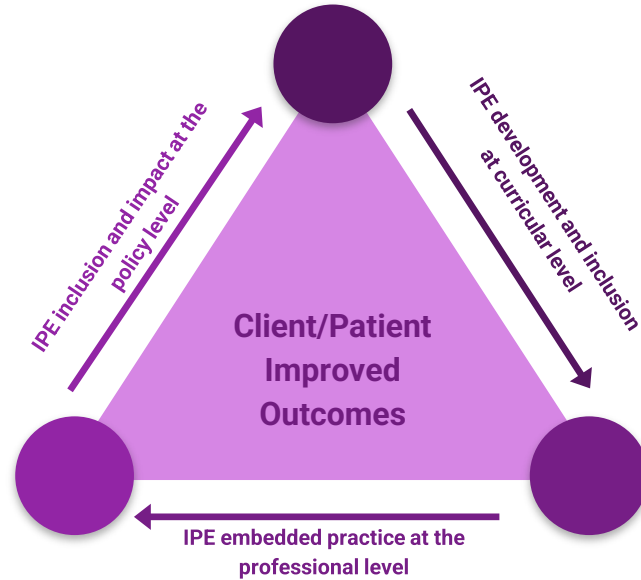 IPE inclusion and impact at the
policy level
IPE development and inclusion
at curricular level
Client/Patient
Improved
Outcomes
IPE embedded practice at the
professional level